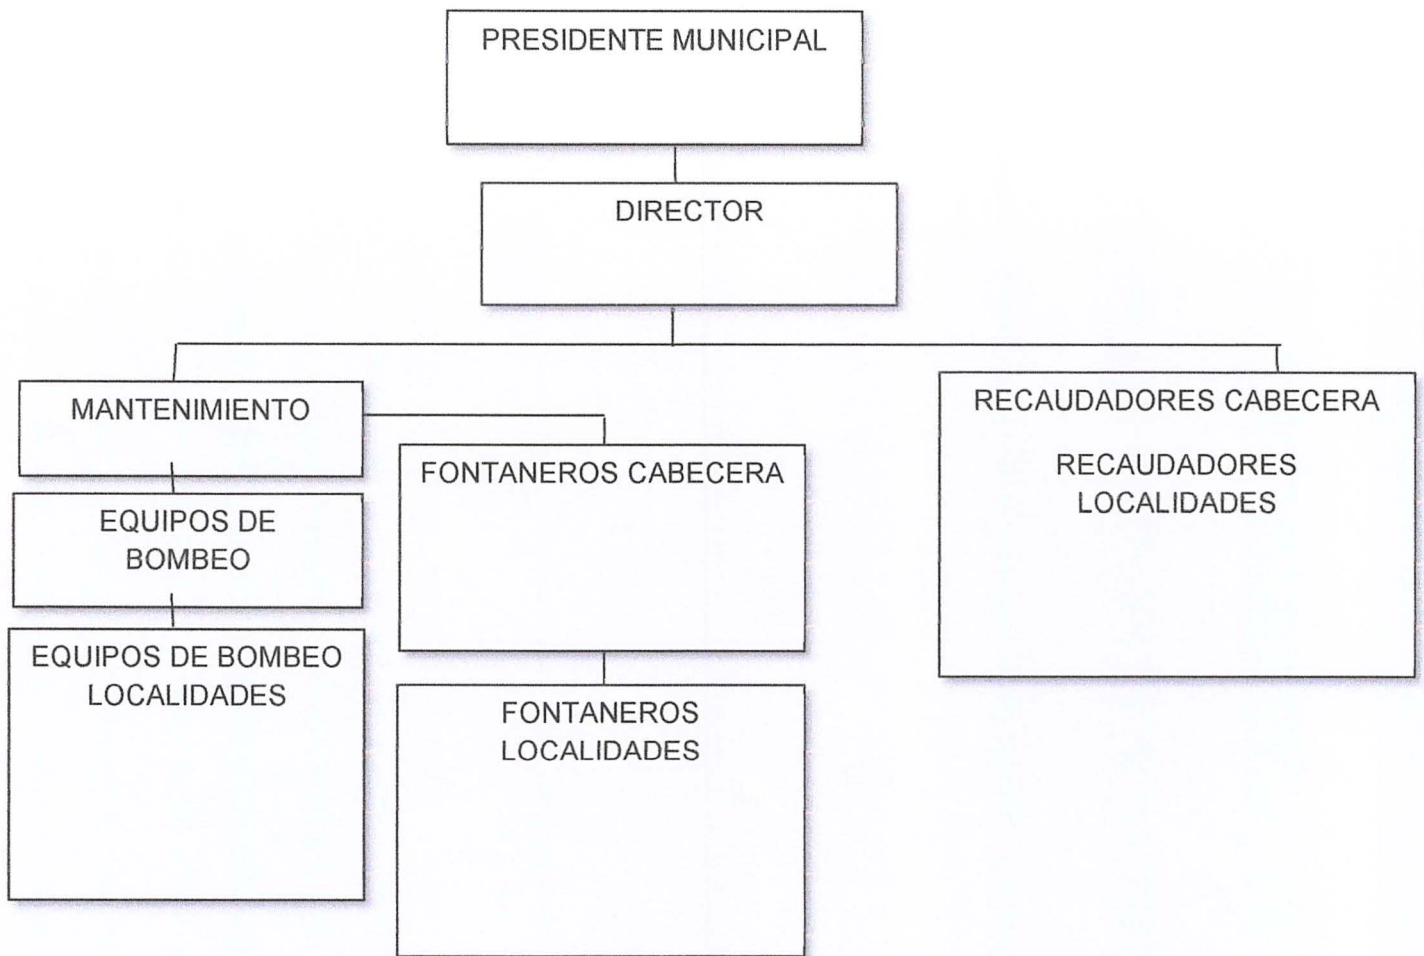 PRESIDENTE MUNICIPAL
DIRECTOR
MANTENIMIENTO
EQUIPOS DE
BOMBEO
EQUIPOS DE BOMBEO
LOCALIDADES
FONTANEROS CABECERA
FONTANEROS
LOCALIDADES
RECAUDADORES CABECERA
RECAUDADORES
LOCALIDADES